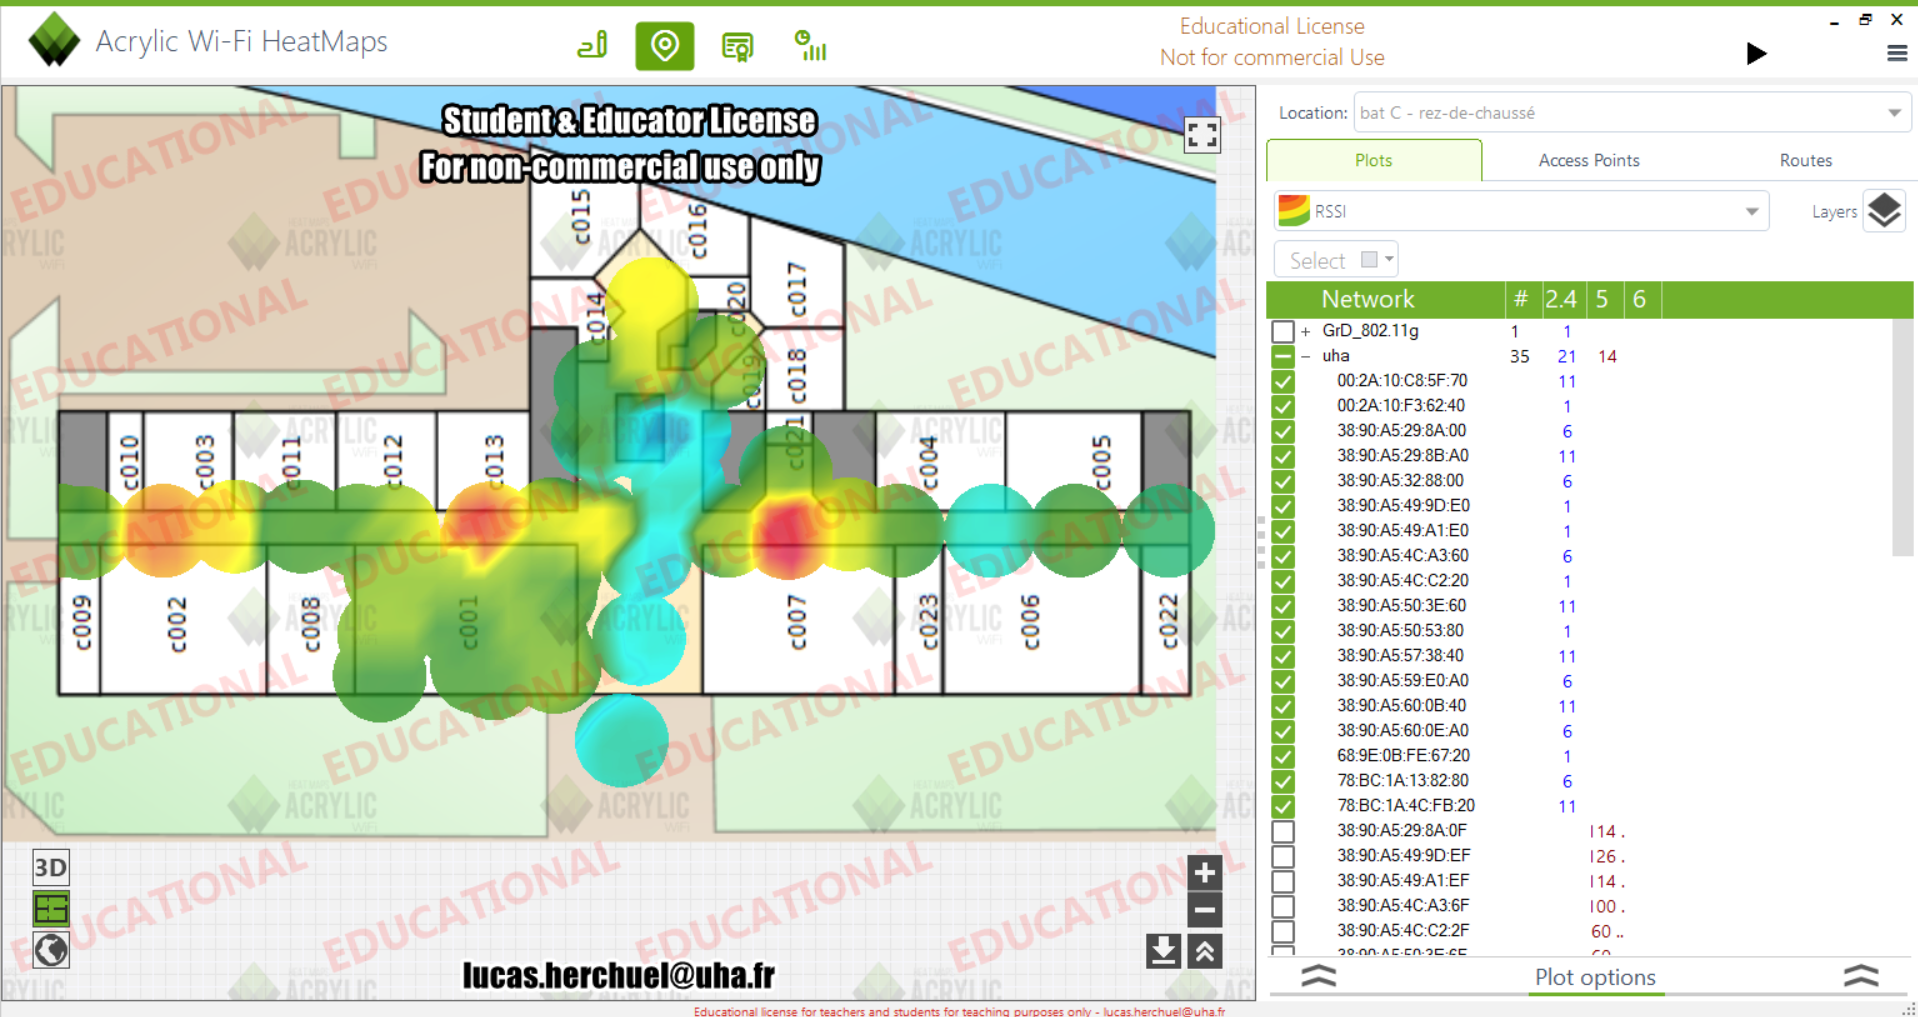 Acrylic Wi-Fi HeatMaps
Educational License
Not for commercial Use
Student & Educator License
For non-commercial use only
Location: bat C - rez-de-chaussé
Plots Access Points Routes
RSSI Layers
Select
Network # 2.4 5 6
+ GrD_802.11g 1 1
− uha 35 21 14
00:2A:10:C8:5F:70 11
00:2A:10:F3:62:40 1
38:90:A5:29:8A:00 6
38:90:A5:29:8B:A0 11
38:90:A5:32:88:00 6
38:90:A5:49:9D:E0 1
38:90:A5:49:A1:E0 1
38:90:A5:4C:A3:60 6
38:90:A5:4C:C2:20 1
38:90:A5:50:3E:60 11
38:90:A5:50:53:80 1
38:90:A5:57:38:40 11
38:90:A5:59:E0:A0 6
38:90:A5:60:0B:40 11
38:90:A5:60:0E:A0 6
68:9E:0B:FE:67:20 1
78:BC:1A:13:82:80 6
78:BC:1A:4C:FB:20 11
38:90:A5:29:8A:0F 114 .
38:90:A5:49:9D:EF 126 .
38:90:A5:49:A1:EF 114 .
38:90:A5:4C:A3:6F 100 .
38:90:A5:4C:C2:2F 60 ..
Plot options
c015
c016
c017
c014
c020
c018
c019
c021
c010
c003
c011
c012
c013
c004
c005
c009
c002
c008
c001
c007
c023
c006
c022
EDUCATIONAL
HEAT MAPS
ACRYLIC
WiFi
3D
lucas.herchuel@uha.fr
Educational license for teachers and students for teaching purposes only - lucas.herchuel@uha.fr